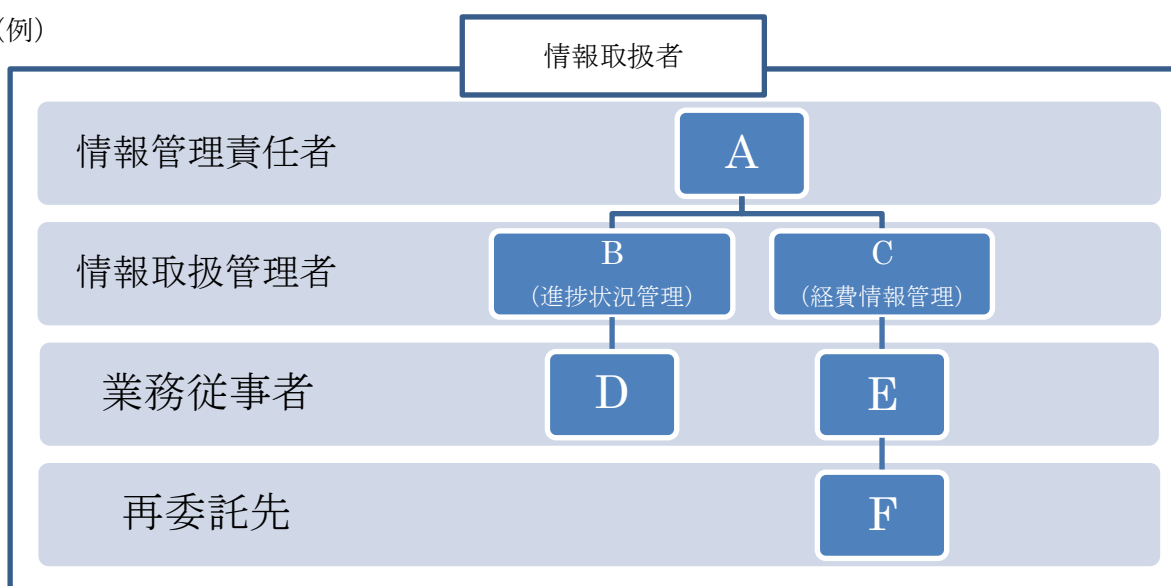 (例)
情報取扱者
情報管理責任者
A
情報取扱管理者
B
(進捗状況管理)
C
(経費情報管理)
業務従事者
D
E
再委託先
F